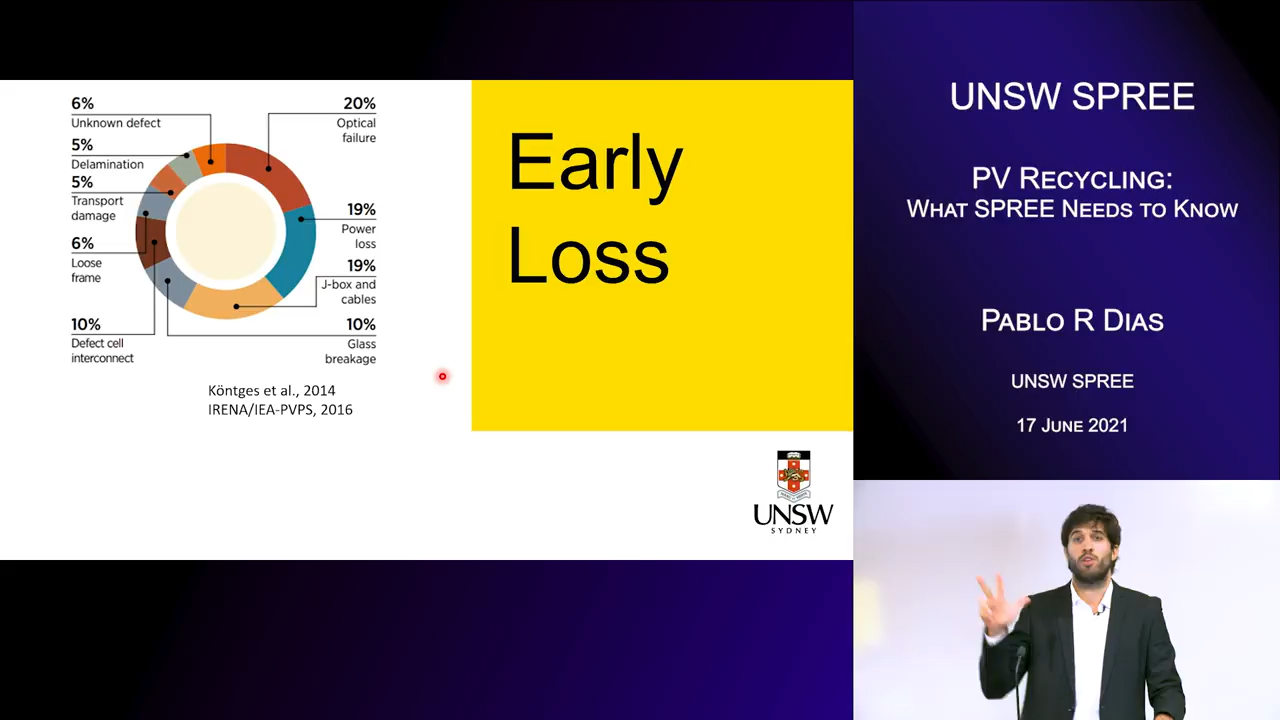 6%
Unknown defect
5%
Delamination
5%
Transport
damage
6%
Loose
frame
10%
Defect cell
interconnect
20%
Optical
failure
19%
Power
loss
19%
J-box and
cables
10%
Glass
breakage
Köntges et al., 2014
IRENA/IEA-PVPS, 2016
Early
Loss
UNSW
SYDNEY
UNSW SPREE
PV Recycling:
What SPREE Needs to Know
Pablo R Dias
UNSW SPREE
17 June 2021